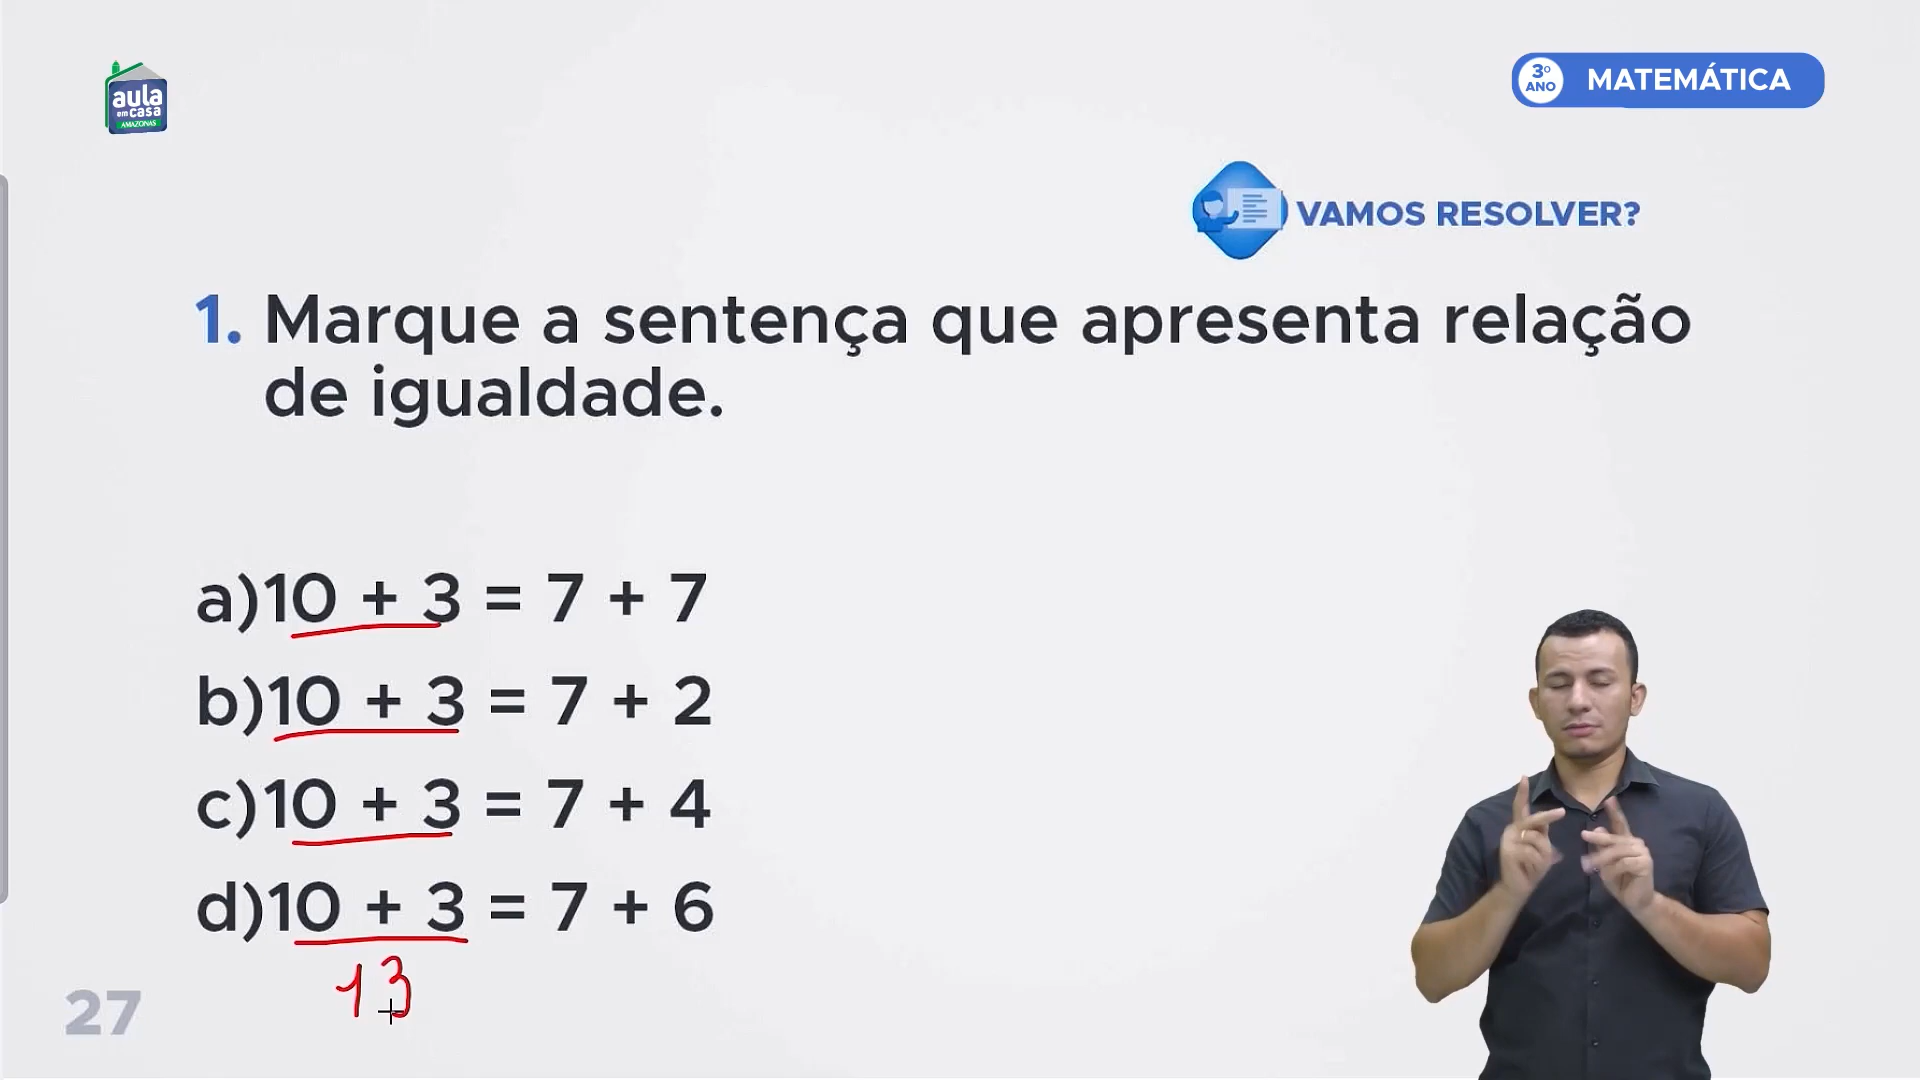 aula
em casa
AMAZONAS
3º
ANO
MATEMÁTICA
VAMOS RESOLVER?
1. Marque a sentença que apresenta relação
de igualdade.
a)10 + 3 = 7 + 7
b)10 + 3 = 7 + 2
c)10 + 3 = 7 + 4
d)10 + 3 = 7 + 6
13
27